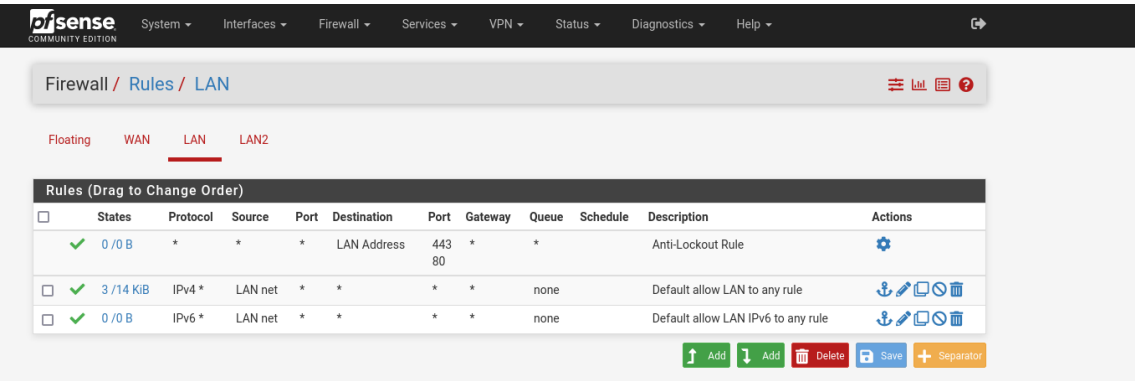 pfsense
COMMUNITY EDITION
System Interfaces Firewall Services VPN Status Diagnostics Help
Firewall / Rules / LAN
Floating WAN LAN LAN2
Rules (Drag to Change Order)
States Protocol Source Port Destination Port Gateway Queue Schedule Description Actions
0 /0 B * * * LAN Address 443 * * Anti-Lockout Rule
80
3 /14 KiB IPv4 * LAN net * * * * none Default allow LAN to any rule
0 /0 B IPv6 * LAN net * * * * none Default allow LAN IPv6 to any rule
Add Add Delete Save Separator